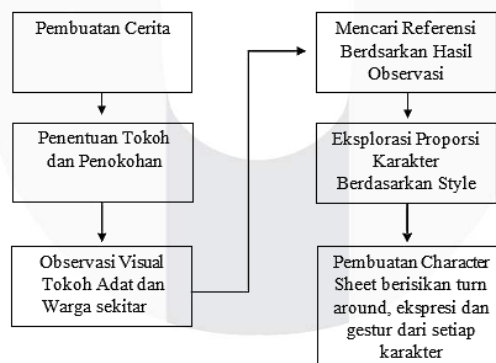 Pembuatan Cerita
Penentuan Tokoh
dan Penokohan
Observasi Visual
Tokoh Adat dan
Warga sekitar
Mencari Referensi
Berdsarkan Hasil
Observasi
Eksplorasi Proporsi
Karakter
Berdasarkan Style
Pembuatan Character
Sheet berisikan turn
around, ekspresi dan
gestur dari setiap
karakter